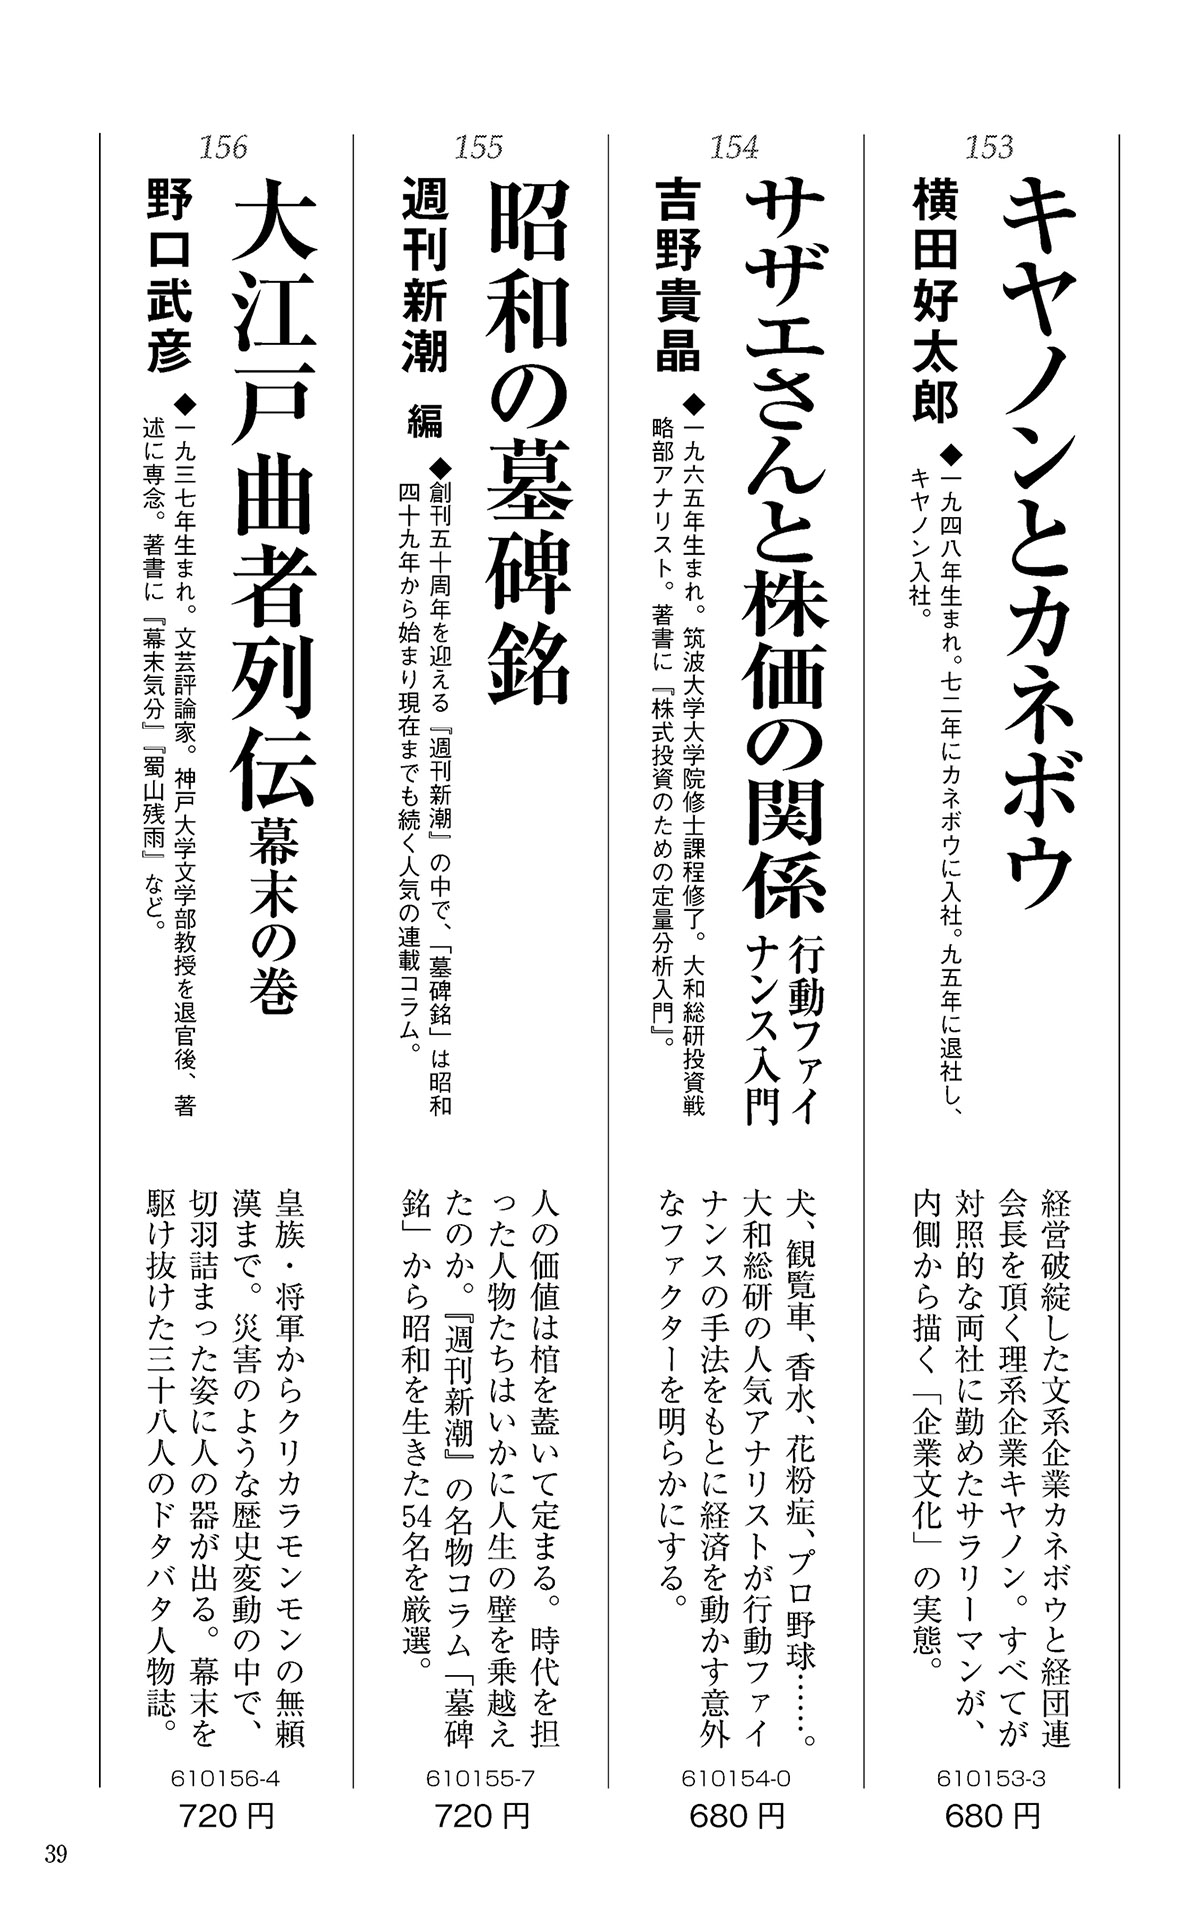 153
キヤノンとカネボウ
横田好太郎
◆一九四八年生まれ。七二年にカネボウに入社。九五年に退社し、
キヤノン入社。
経営破綻した文系企業カネボウと経団連
会長を頂く理系企業キヤノン。すべてが
対照的な両社に勤めたサラリーマンが、
内側から描く「企業文化」の実態。
610153-3
680円
154
サザエさんと株価の関係
行動ファイ
ナンス入門
吉野貴晶
◆一九六五年生まれ。筑波大学大学院修士課程修了。大和総研投資戦
略部アナリスト。著書に『株式投資のための定量分析入門』。
犬、観覧車、香水、花粉症、プロ野球……。
大和総研の人気アナリストが行動ファイ
ナンスの手法をもとに経済を動かす意外
なファクターを明らかにする。
610154-0
680円
155
昭和の墓碑銘
週刊新潮 編
◆創刊五十周年を迎える『週刊新潮』の中で、「墓碑銘」は昭和
四十九年から始まり現在までも続く人気の連載コラム。
人の価値は棺を蓋いて定まる。時代を担
った人物たちはいかに人生の壁を乗越え
たのか。『週刊新潮』の名物コラム「墓碑
銘」から昭和を生きた54名を厳選。
610155-7
720円
156
大江戸曲者列伝 幕末の巻
野口武彦
◆一九三七年生まれ。文芸評論家。神戸大学文学部教授を退官後、著
述に専念。著書に『幕末気分』『蜀山残雨』など。
皇族・将軍からクリカラモンモンの無頼
漢まで。災害のような歴史変動の中で、
切羽詰まった姿に人の器が出る。幕末を
駆け抜けた三十八人のドタバタ人物誌。
610156-4
720円
39